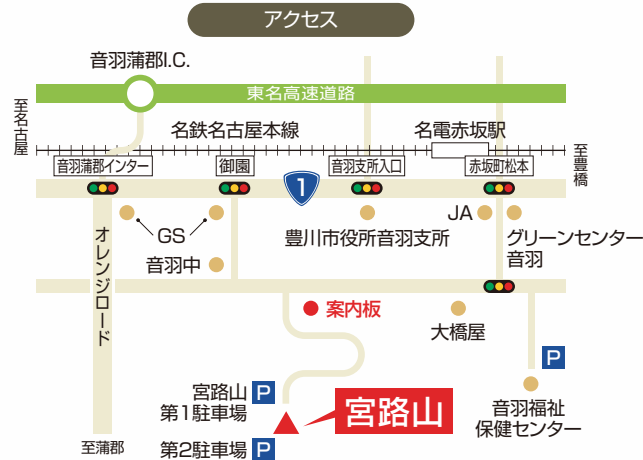 アクセス
音羽蒲郡I.C.
東名高速道路
至名古屋
名鉄名古屋本線
名電赤坂駅
至豊橋
音羽蒲郡インター
御園
音羽支所入口
赤坂町松本
1
GS
豊川市役所音羽支所
JA
グリーンセンター
音羽
音羽中
オレンジロード
案内板
大橋屋
P
宮路山
第1駐車場
P
宮路山
音羽福祉
保健センター
至蒲郡
第2駐車場
P